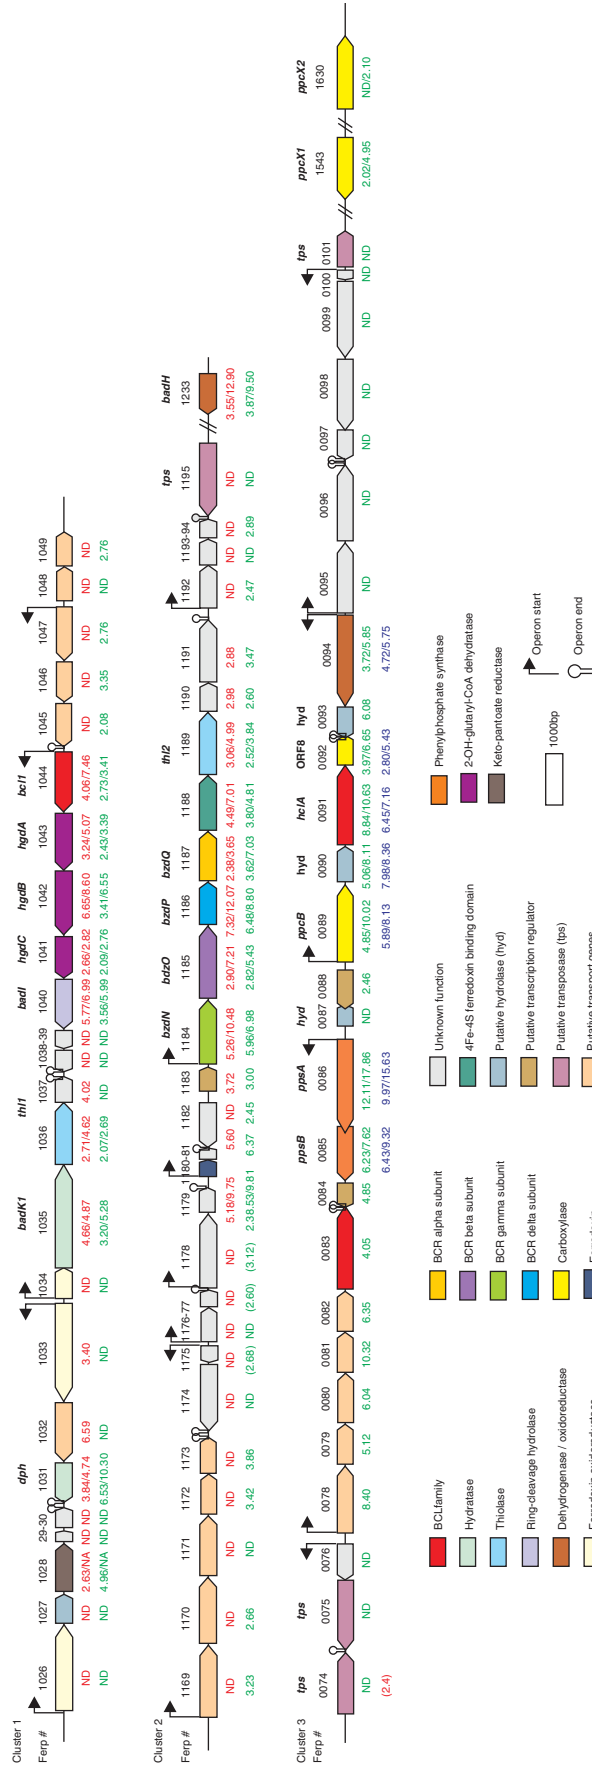 Cluster 1
dph badK1 thl1 badI hgdC hgdB hgdA bcl1
Ferp # 1026 1027 1028 29-30 1031 1032 1033 1034 1035 1036 1037 1038-39 1040 1041 1042 1043 1044 1045 1046 1047 1048 1049
ND ND 2.63/NA ND ND 3.84/4.74 6.59 3.40 ND 4.66/4.87 2.71/4.62 4.02 ND ND 5.77/6.99 2.66/2.82 6.65/8.60 3.24/5.07 4.06/7.46 ND ND ND ND ND
ND ND 4.96/NA ND ND 6.53/10.30 ND ND ND 3.20/5.28 2.07/2.69 ND ND ND 3.56/5.99 2.09/2.76 3.41/6.55 2.43/3.39 2.73/3.41 2.08 3.35 2.76 ND 2.76
Cluster 2
bzdN bdzO bzdP bzdQ thl2 tps badH
Ferp # 1169 1170 1171 1172 1173 1174 1175 1176-77 1178 1179 1180-81 1182 1183 1184 1185 1186 1187 1188 1189 1190 1191 1192 1193-94 1195 1233
ND ND ND ND ND ND ND ND ND ND 5.18/9.75 5.60 ND 3.72 5.26/10.48 2.90/7.21 7.32/12.07 2.38/3.65 4.49/7.01 3.06/4.99 2.98 2.88 ND ND ND ND 3.55/12.90
3.23 2.66 ND 3.42 3.86 ND (2.68) ND (2.60) (3.12) 2.38.53/9.81 6.37 2.45 3.00 5.96/6.98 2.82/5.43 6.48/8.80 3.62/7.03 3.80/4.81 2.52/3.84 2.60 3.47 2.47 ND 2.89 ND 3.87/9.50
Cluster 3
tps tps ppsB ppsA hyd ppcB hyd hclA ORF8 hyd tps ppcX1 ppcX2
Ferp # 0074 0075 0076 0078 0079 0080 0081 0082 0083 0084 0085 0086 0087 0088 0089 0090 0091 0092 0093 0094 0095 0096 0097 0098 0099 0100 0101 1543 1630
ND ND ND 8.40 5.12 6.04 10.32 6.35 4.05 4.85 6.23/7.62 12.11/17.86 ND 2.46 4.85/10.02 5.06/8.11 8.84/10.63 3.97/6.65 6.08 3.72/5.85 ND ND ND ND ND ND ND 2.02/4.95 ND/2.10
(2.4) 6.43/9.32 9.97/15.63 5.89/8.13 7.98/8.36 6.45/7.16 2.80/5.43 4.72/5.75
BCLfamily
Hydratase
Thiolase
Ring-cleavage hydrolase
Dehydrogenase / oxidoreductase
BCR alpha subunit
BCR beta subunit
BCR gamma subunit
BCR delta subunit
Carboxylase
Unknown function
4Fe-4S ferredoxin binding domain
Putative hydrolase (hyd)
Putative transcription regulator
Putative transposase (tps)
Phenylphosphate synthase
2-OH-glutaryl-CoA dehydratase
Keto-pantoate reductase
1000bp
Operon start
Operon end